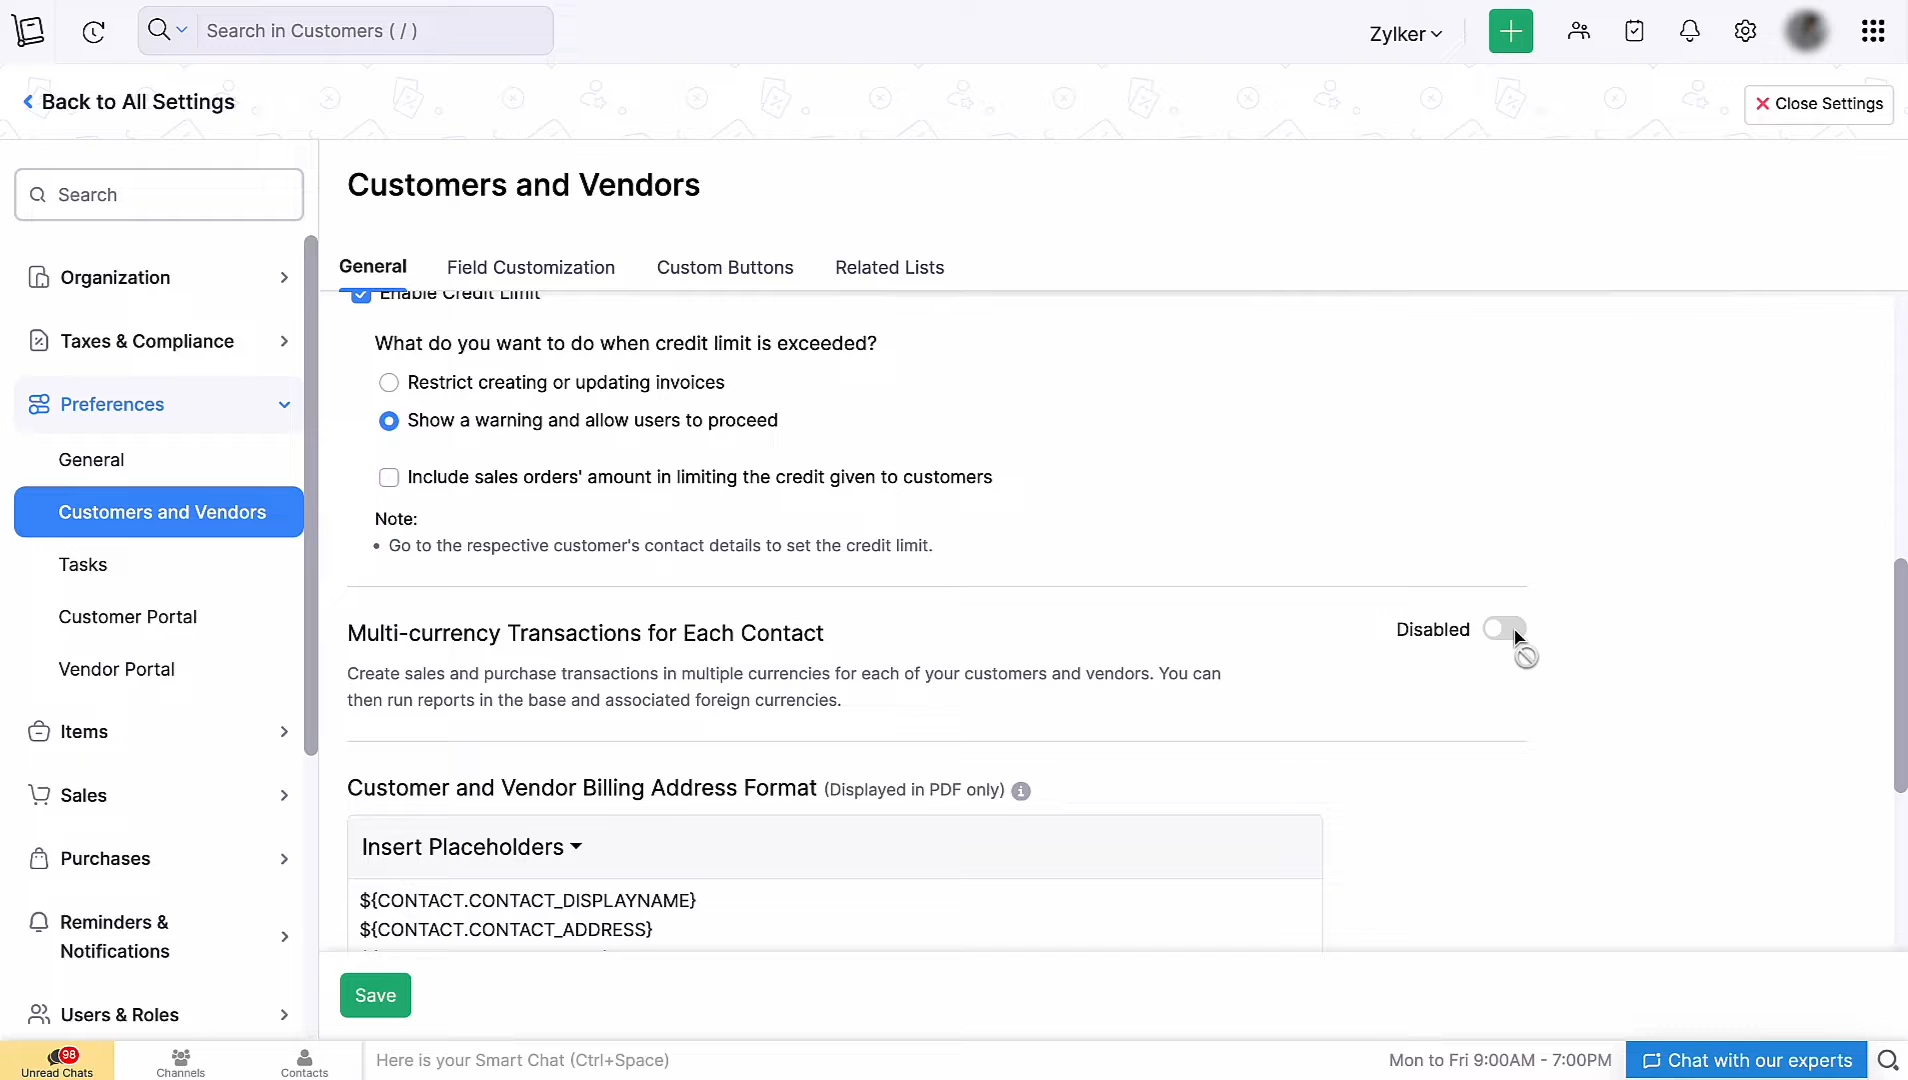 Search in Customers ( / )
Zylker
Back to All Settings
Close Settings
Search
Organization
Taxes & Compliance
Preferences
General
Customers and Vendors
Tasks
Customer Portal
Vendor Portal
Items
Sales
Purchases
Reminders &
Notifications
Users & Roles
Customers and Vendors
General
Field Customization
Custom Buttons
Related Lists
Enable Credit Limit
What do you want to do when credit limit is exceeded?
Restrict creating or updating invoices
Show a warning and allow users to proceed
Include sales orders' amount in limiting the credit given to customers
Note:
• Go to the respective customer's contact details to set the credit limit.
Multi-currency Transactions for Each Contact
Disabled
Create sales and purchase transactions in multiple currencies for each of your customers and vendors. You can
then run reports in the base and associated foreign currencies.
Customer and Vendor Billing Address Format (Displayed in PDF only)
Insert Placeholders
${CONTACT.CONTACT_DISPLAYNAME}
${CONTACT.CONTACT_ADDRESS}
Save
98
Unread Chats
Channels
Contacts
Here is your Smart Chat (Ctrl+Space)
Mon to Fri 9:00AM - 7:00PM
Chat with our experts